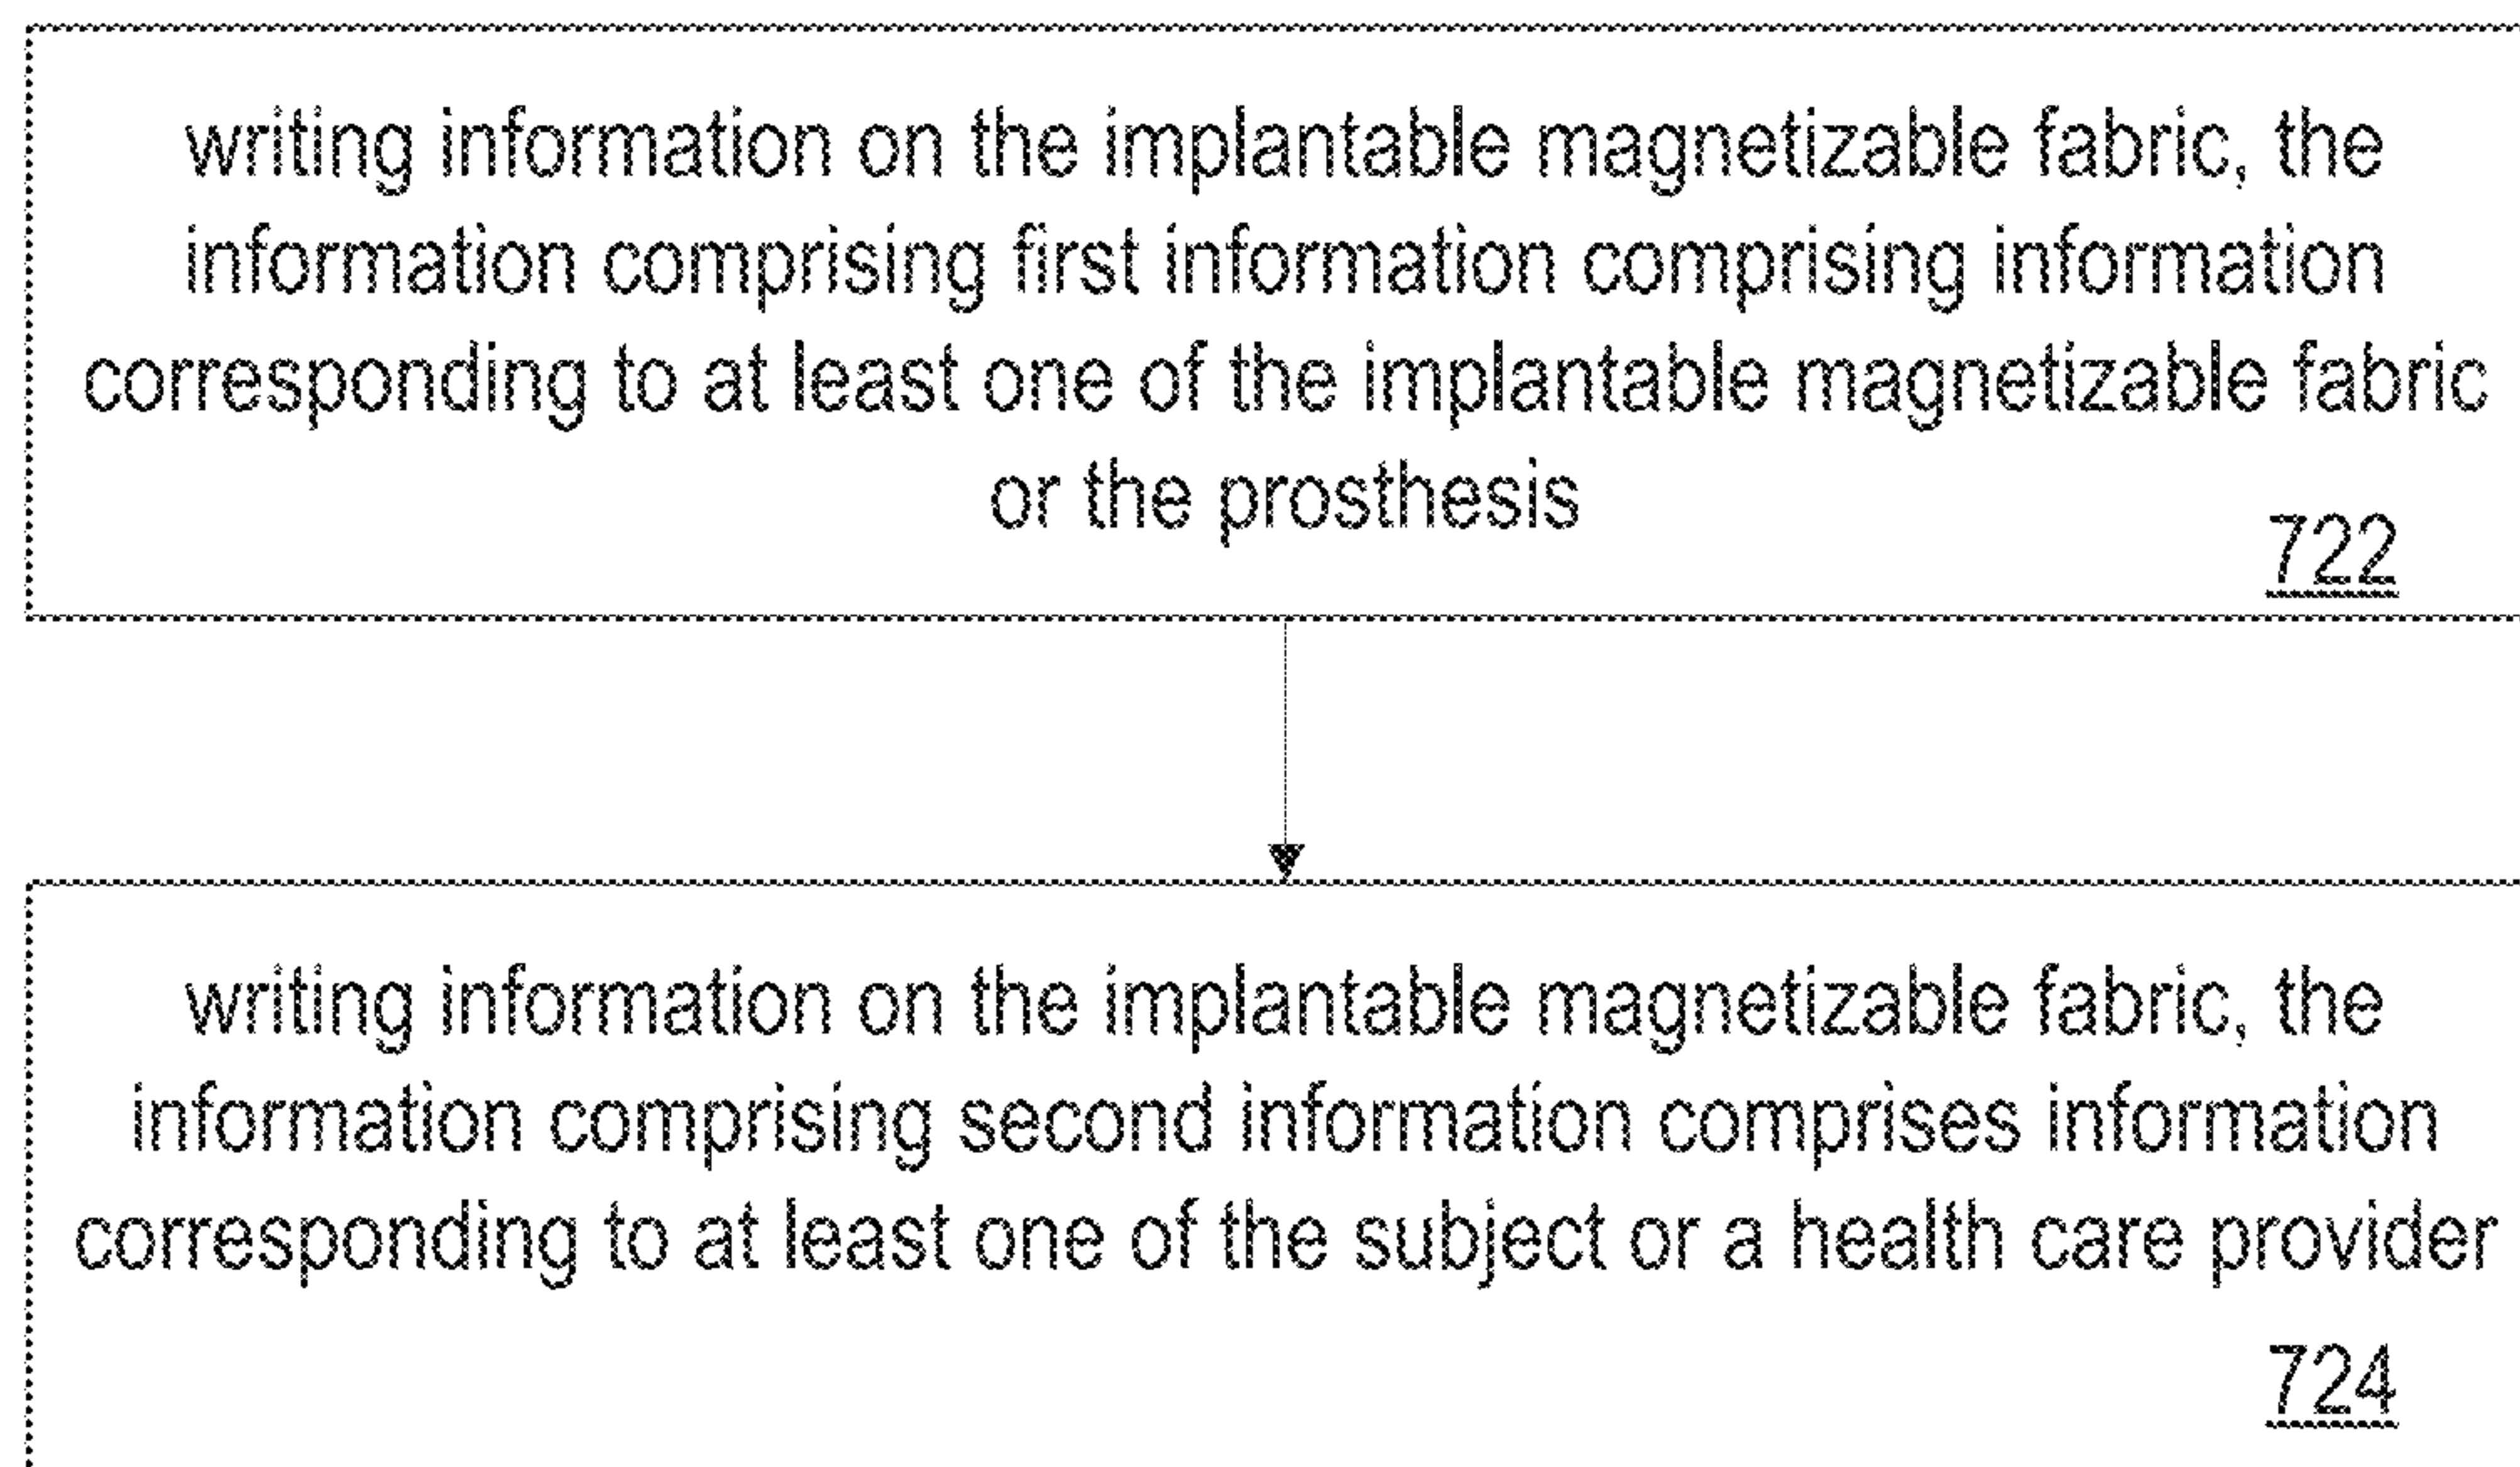 writing information on the implantable magnetizable fabric, the
information comprising first information comprising information
corresponding to at least one of the implantable magnetizable fabric
or the prosthesis
722
writing information on the implantable magnetizable fabric, the
information comprising second information comprises information
corresponding to at least one of the subject or a health care provider
724